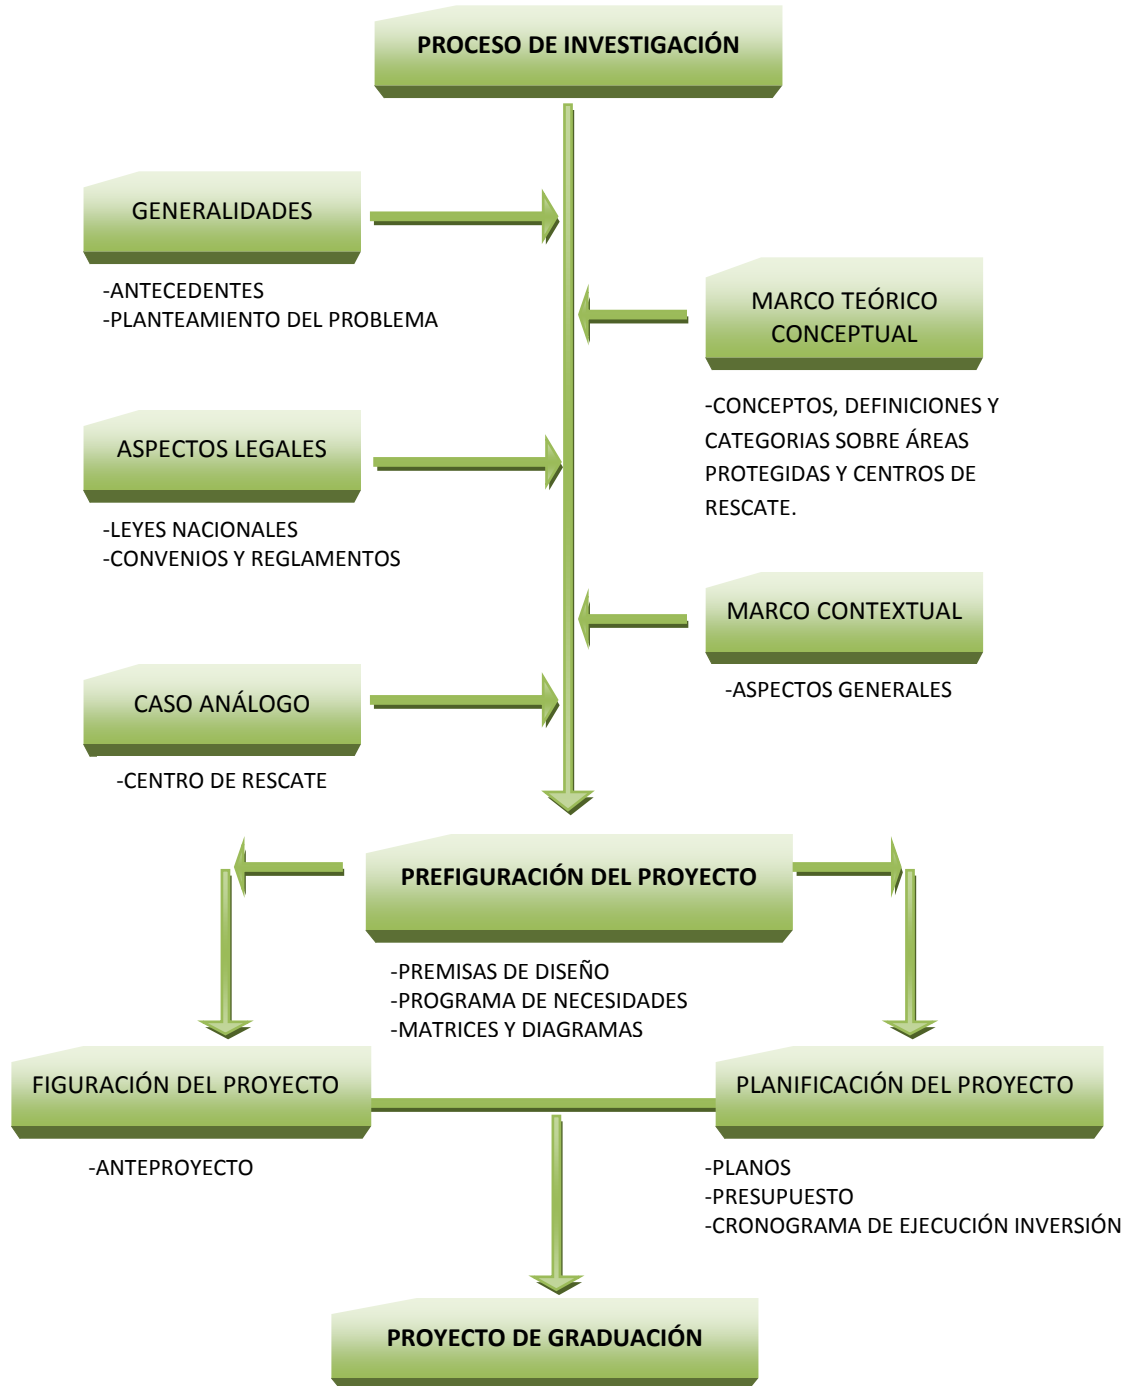 PROCESO DE INVESTIGACIÓN
GENERALIDADES
-ANTECEDENTES
-PLANTEAMIENTO DEL PROBLEMA
MARCO TEÓRICO
CONCEPTUAL
-CONCEPTOS, DEFINICIONES Y
CATEGORIAS SOBRE ÁREAS
PROTEGIDAS Y CENTROS DE
RESCATE.
ASPECTOS LEGALES
-LEYES NACIONALES
-CONVENIOS Y REGLAMENTOS
MARCO CONTEXTUAL
-ASPECTOS GENERALES
CASO ANÁLOGO
-CENTRO DE RESCATE
PREFIGURACIÓN DEL PROYECTO
-PREMISAS DE DISEÑO
-PROGRAMA DE NECESIDADES
-MATRICES Y DIAGRAMAS
FIGURACIÓN DEL PROYECTO
-ANTEPROYECTO
PLANIFICACIÓN DEL PROYECTO
-PLANOS
-PRESUPUESTO
-CRONOGRAMA DE EJECUCIÓN INVERSIÓN
PROYECTO DE GRADUACIÓN